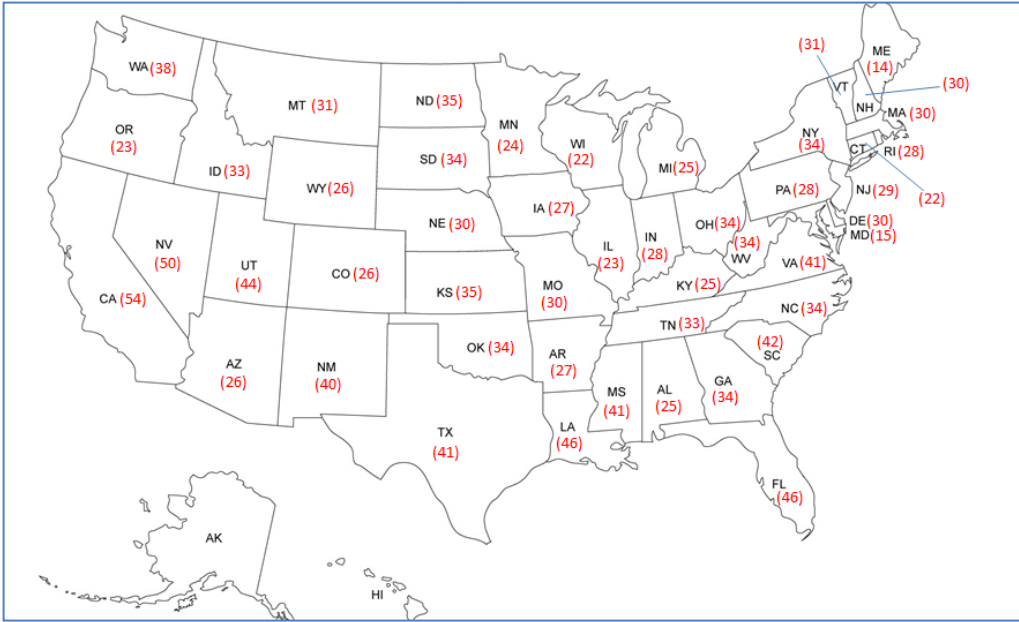 (31)
ME
(14)
WA (38)
VT
(30)
MT (31)
ND (35)
NH
MA (30)
MN
(24)
OR
(23)
WI
(22)
NY
(34)
CT
RI (28)
SD (34)
MI (25)
ID (33)
WY (26)
PA (28)
NJ (29)
(22)
IA (27)
NE (30)
OH (34)
DE (30)
MD (15)
NV
(50)
IL
(23)
IN
(28)
(34)
WV
UT
(44)
CO (26)
VA (41)
CA (54)
KS (35)
MO
(30)
KY (25)
NC (34)
TN (33)
OK (34)
(42)
SC
AZ
(26)
NM
(40)
AR
(27)
MS
(41)
AL
(25)
GA
(34)
TX
(41)
LA
(46)
FL
(46)
AK
HI